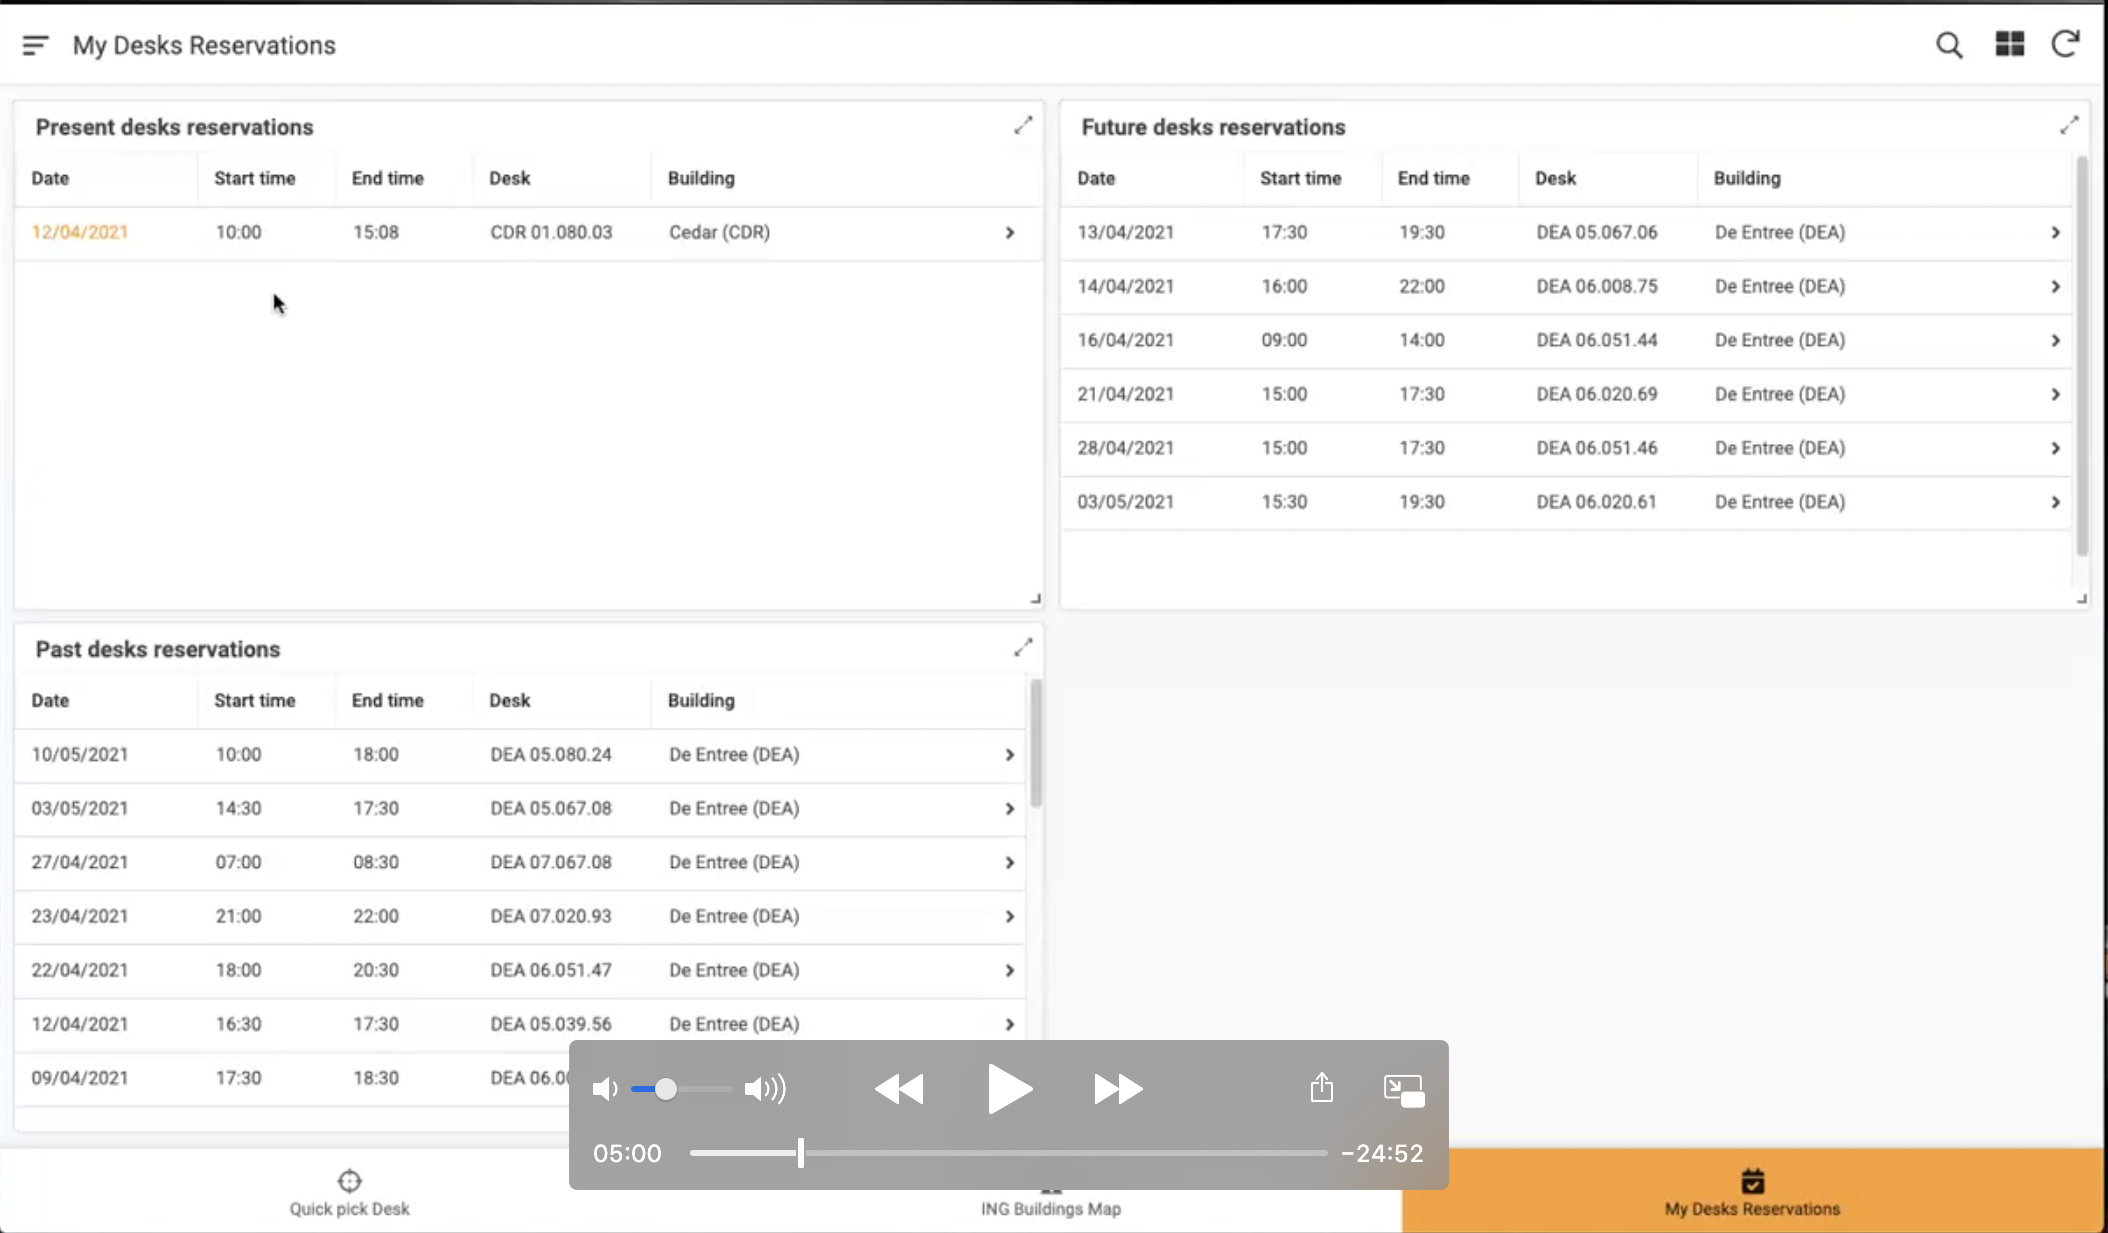 My Desks Reservations
Present desks reservations
Date Start time End time Desk Building
12/04/2021 10:00 15:08 CDR 01.080.03 Cedar (CDR)
Future desks reservations
Date Start time End time Desk Building
13/04/2021 17:30 19:30 DEA 05.067.06 De Entree (DEA)
14/04/2021 16:00 22:00 DEA 06.008.75 De Entree (DEA)
16/04/2021 09:00 14:00 DEA 06.051.44 De Entree (DEA)
21/04/2021 15:00 17:30 DEA 06.020.69 De Entree (DEA)
28/04/2021 15:00 17:30 DEA 06.051.46 De Entree (DEA)
03/05/2021 15:30 19:30 DEA 06.020.61 De Entree (DEA)
Past desks reservations
Date Start time End time Desk Building
10/05/2021 10:00 18:00 DEA 05.080.24 De Entree (DEA)
03/05/2021 14:30 17:30 DEA 05.067.08 De Entree (DEA)
27/04/2021 07:00 08:30 DEA 07.067.08 De Entree (DEA)
23/04/2021 21:00 22:00 DEA 07.020.93 De Entree (DEA)
22/04/2021 18:00 20:30 DEA 06.051.47 De Entree (DEA)
12/04/2021 16:30 17:30 DEA 05.039.56 De Entree (DEA)
09/04/2021 17:30 18:30 DEA
05:00 −24:52
Quick pick Desk ING Buildings Map My Desks Reservations